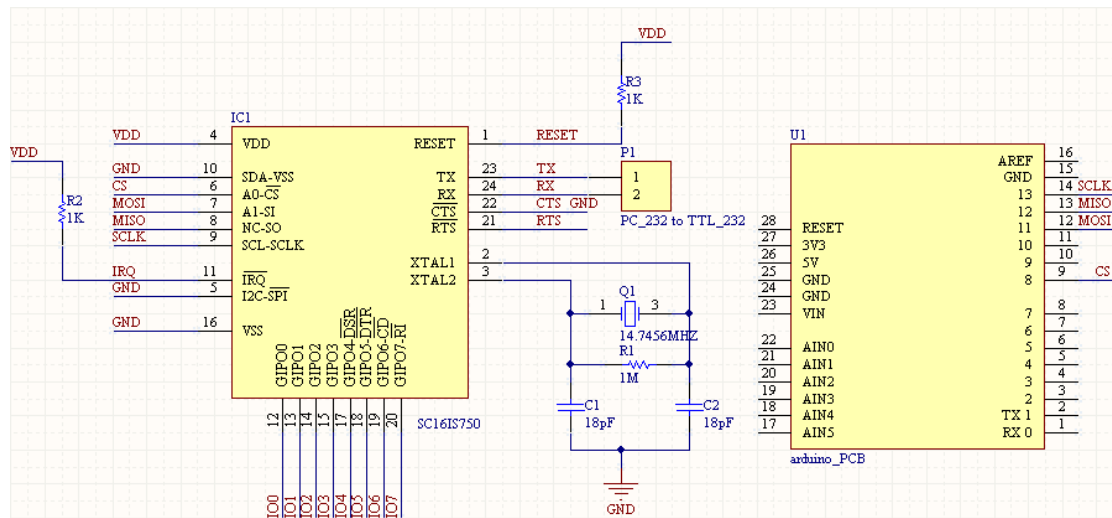 VDD
R3
1K
IC1
U1
VDD 4 VDD RESET 1 RESET
P1
VDD
GND 10 SDA-VSS TX 23 TX 1
CS 6 A0-CS RX 24 RX 2
MOSI 7 A1-SI CTS 22 CTS GND
MISO 8 NC-SO RTS 21 RTS
SCLK 9 SCL-SCLK
PC_232 to TTL_232
R2
1K
XTAL1 2
XTAL2 3
IRQ 11 IRQ
GND 5 I2C-SPI
GND 16 VSS
Q1
1 3
14.7456MHZ
R1
1M
C1
18pF
C2
18pF
GND
GIPO0
GIPO1
GIPO2
GIPO3
GIPO4-DSR
GIPO5-DTR
GIPO6-CD
GIPO7-RI
12
13
14
15
17
18
19
20
SC16IS750
IO0
IO1
IO2
IO3
IO4
IO5
IO6
IO7
AREF 16
GND 15
13 14 SCLK
12 13 MISO
28 RESET 11 12 MOSI
27 3V3 10 11
26 5V 9 10
25 GND 8 9 CS
24 GND
23 VIN 7 8
6 7
22 AIN0 5 6
21 AIN1 4 5
20 AIN2 3 4
19 AIN3 2 3
18 AIN4 TX 1 2
17 AIN5 RX 0 1
arduino_PCB